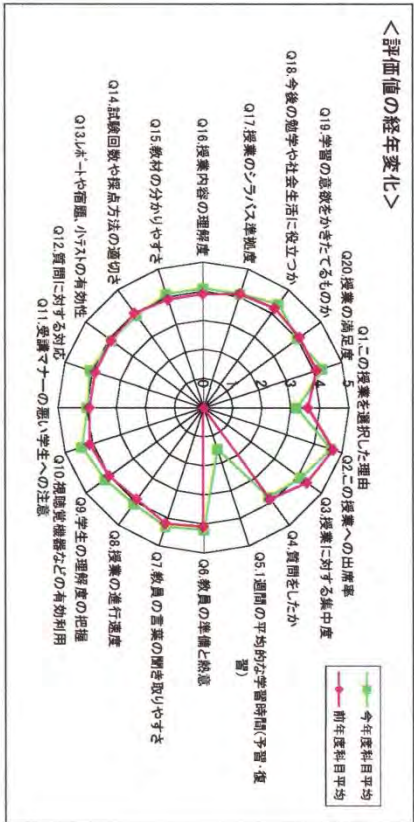 <評価値の経年変化>
今年度科目平均
前年度科目平均
Q1.この授業を選択した理由
Q2.この授業への出席率
Q3.授業に対する集中度
Q4.質問をしたか
Q5.1週間の平均的な学習時間(予習・復
習)
Q6.教員の準備と熱意
Q7.教員の言葉の聞き取りやすさ
Q8.授業の進行速度
Q9.学生の理解度の把握
Q10.視聴覚機器などの有効利用
Q11.受講マナーの悪い学生への注意
Q12.質問に対する対応
Q13.レポートや宿題、小テストの有効性
Q14.試験回数や採点方法の適切さ
Q15.教材の分かりやすさ
Q16.授業内容の理解度
Q17.授業のシラバス準拠度
Q18.今後の勉学や社会生活に役立つか
Q19.学習の意欲をかきたてるものか
Q20.授業の満足度
5
4
3
2
1
0